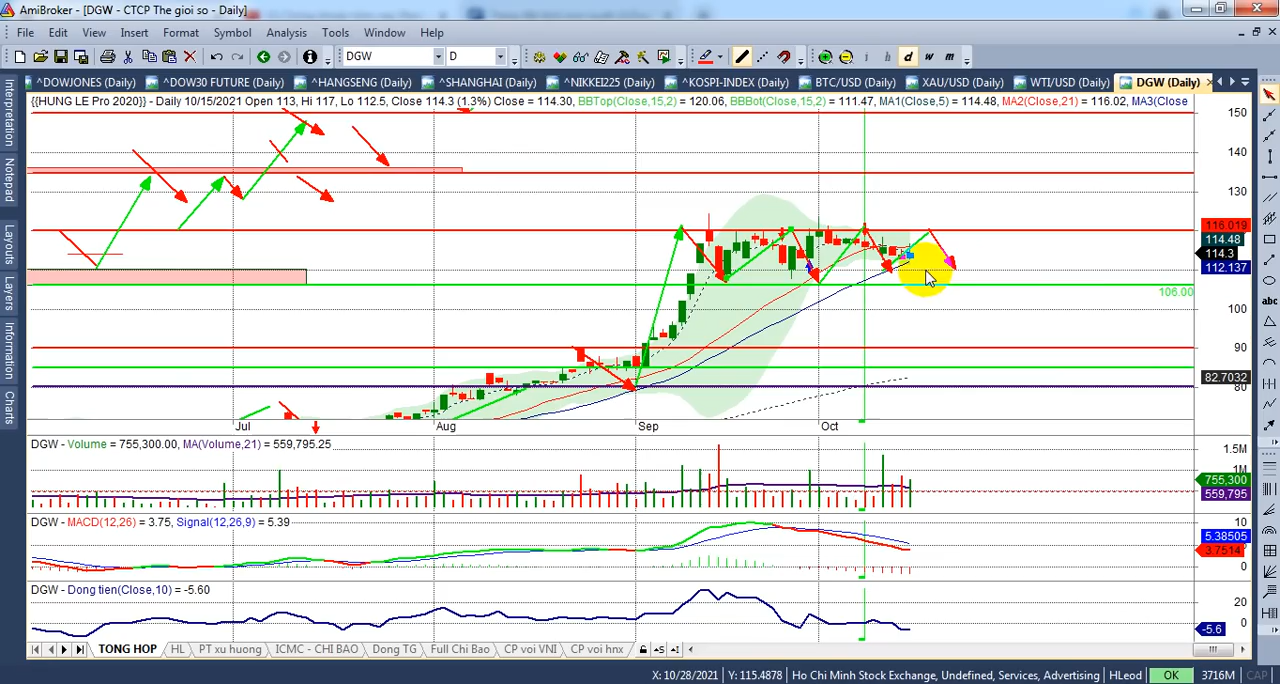 AmiBroker - [DGW - CTCP The gioi so - Daily]
File Edit View Insert Format Symbol Analysis Tools Window Help
DGW D d w m
^DOWJONES (Daily) ^DOW30 FUTURE (Daily) ^HANGSENG (Daily) ^SHANGHAI (Daily) ^NIKKEI225 (Daily) ^KOSPI-INDEX (Daily) BTC/USD (Daily) XAU/USD (Daily) WTI/USD (Daily) DGW (Daily)
{{HUNG LE Pro 2020}} - Daily 10/15/2021 Open 113, Hi 117, Lo 112.5, Close 114.3 (1.3%) Close = 114.30, BBTop(Close,15,2) = 120.06, BBBot(Close,15,2) = 111.47, MA1(Close,5) = 114.48, MA2(Close,21) = 116.02, MA3(Close
Interpretation
Notepad
Layouts
Layers
Information
Charts
abc
150
140
130
116.019
114.48
114.3
112.137
106.00
100
90
82.7032
80
Jul Aug Sep Oct
DGW - Volume = 755,300.00, MA(Volume,21) = 559,795.25
1.5M
1M
755,300
559,795
DGW - MACD(12,26) = 3.75, Signal(12,26,9) = 5.39
10
5.38505
3.7514
0
DGW - Dong tien(Close,10) = -5.60
20
0
-5.6
TONG HOP HL PT xu huong ICMC - CHI BAO Dong TG Full Chi Bao CP voi VNI CP voi hnx
X: 10/28/2021 Y: 115.4878 Ho Chi Minh Stock Exchange, Undefined, Services, Advertising HLeod OK 3716M CAP